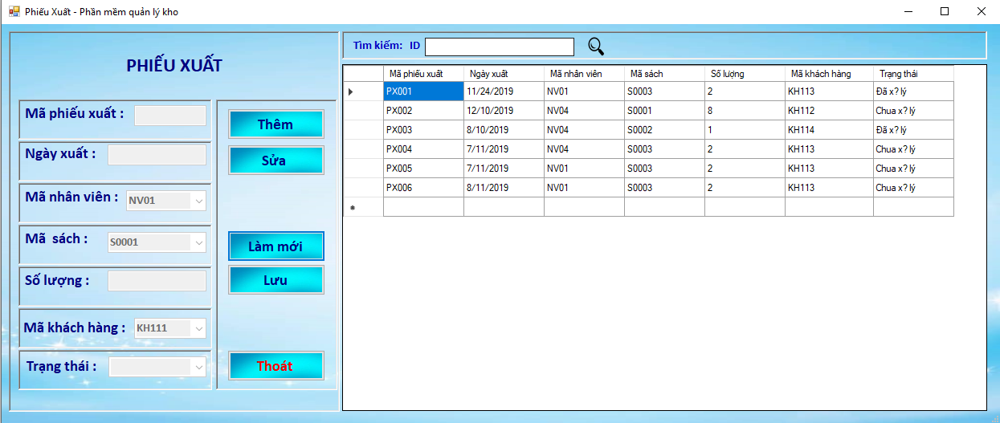 Phiếu Xuất - Phần mềm quản lý kho
PHIẾU XUẤT
Mã phiếu xuất :
Ngày xuất :
Mã nhân viên : NV01
Mã sách : S0001
Số lượng :
Mã khách hàng : KH111
Trạng thái :
Thêm
Sửa
Làm mới
Lưu
Thoát
Tìm kiếm: ID
Mã phiếu xuất Ngày xuất Mã nhân viên Mã sách Số lượng Mã khách hàng Trạng thái
PX001 11/24/2019 NV01 S0003 2 KH113 Đã x? lý
PX002 12/10/2019 NV04 S0001 8 KH112 Chua x? lý
PX003 8/10/2019 NV04 S0002 1 KH114 Đã x? lý
PX004 7/11/2019 NV04 S0003 2 KH113 Chua x? lý
PX005 7/11/2019 NV01 S0003 2 KH113 Chua x? lý
PX006 8/11/2019 NV01 S0003 2 KH113 Chua x? lý